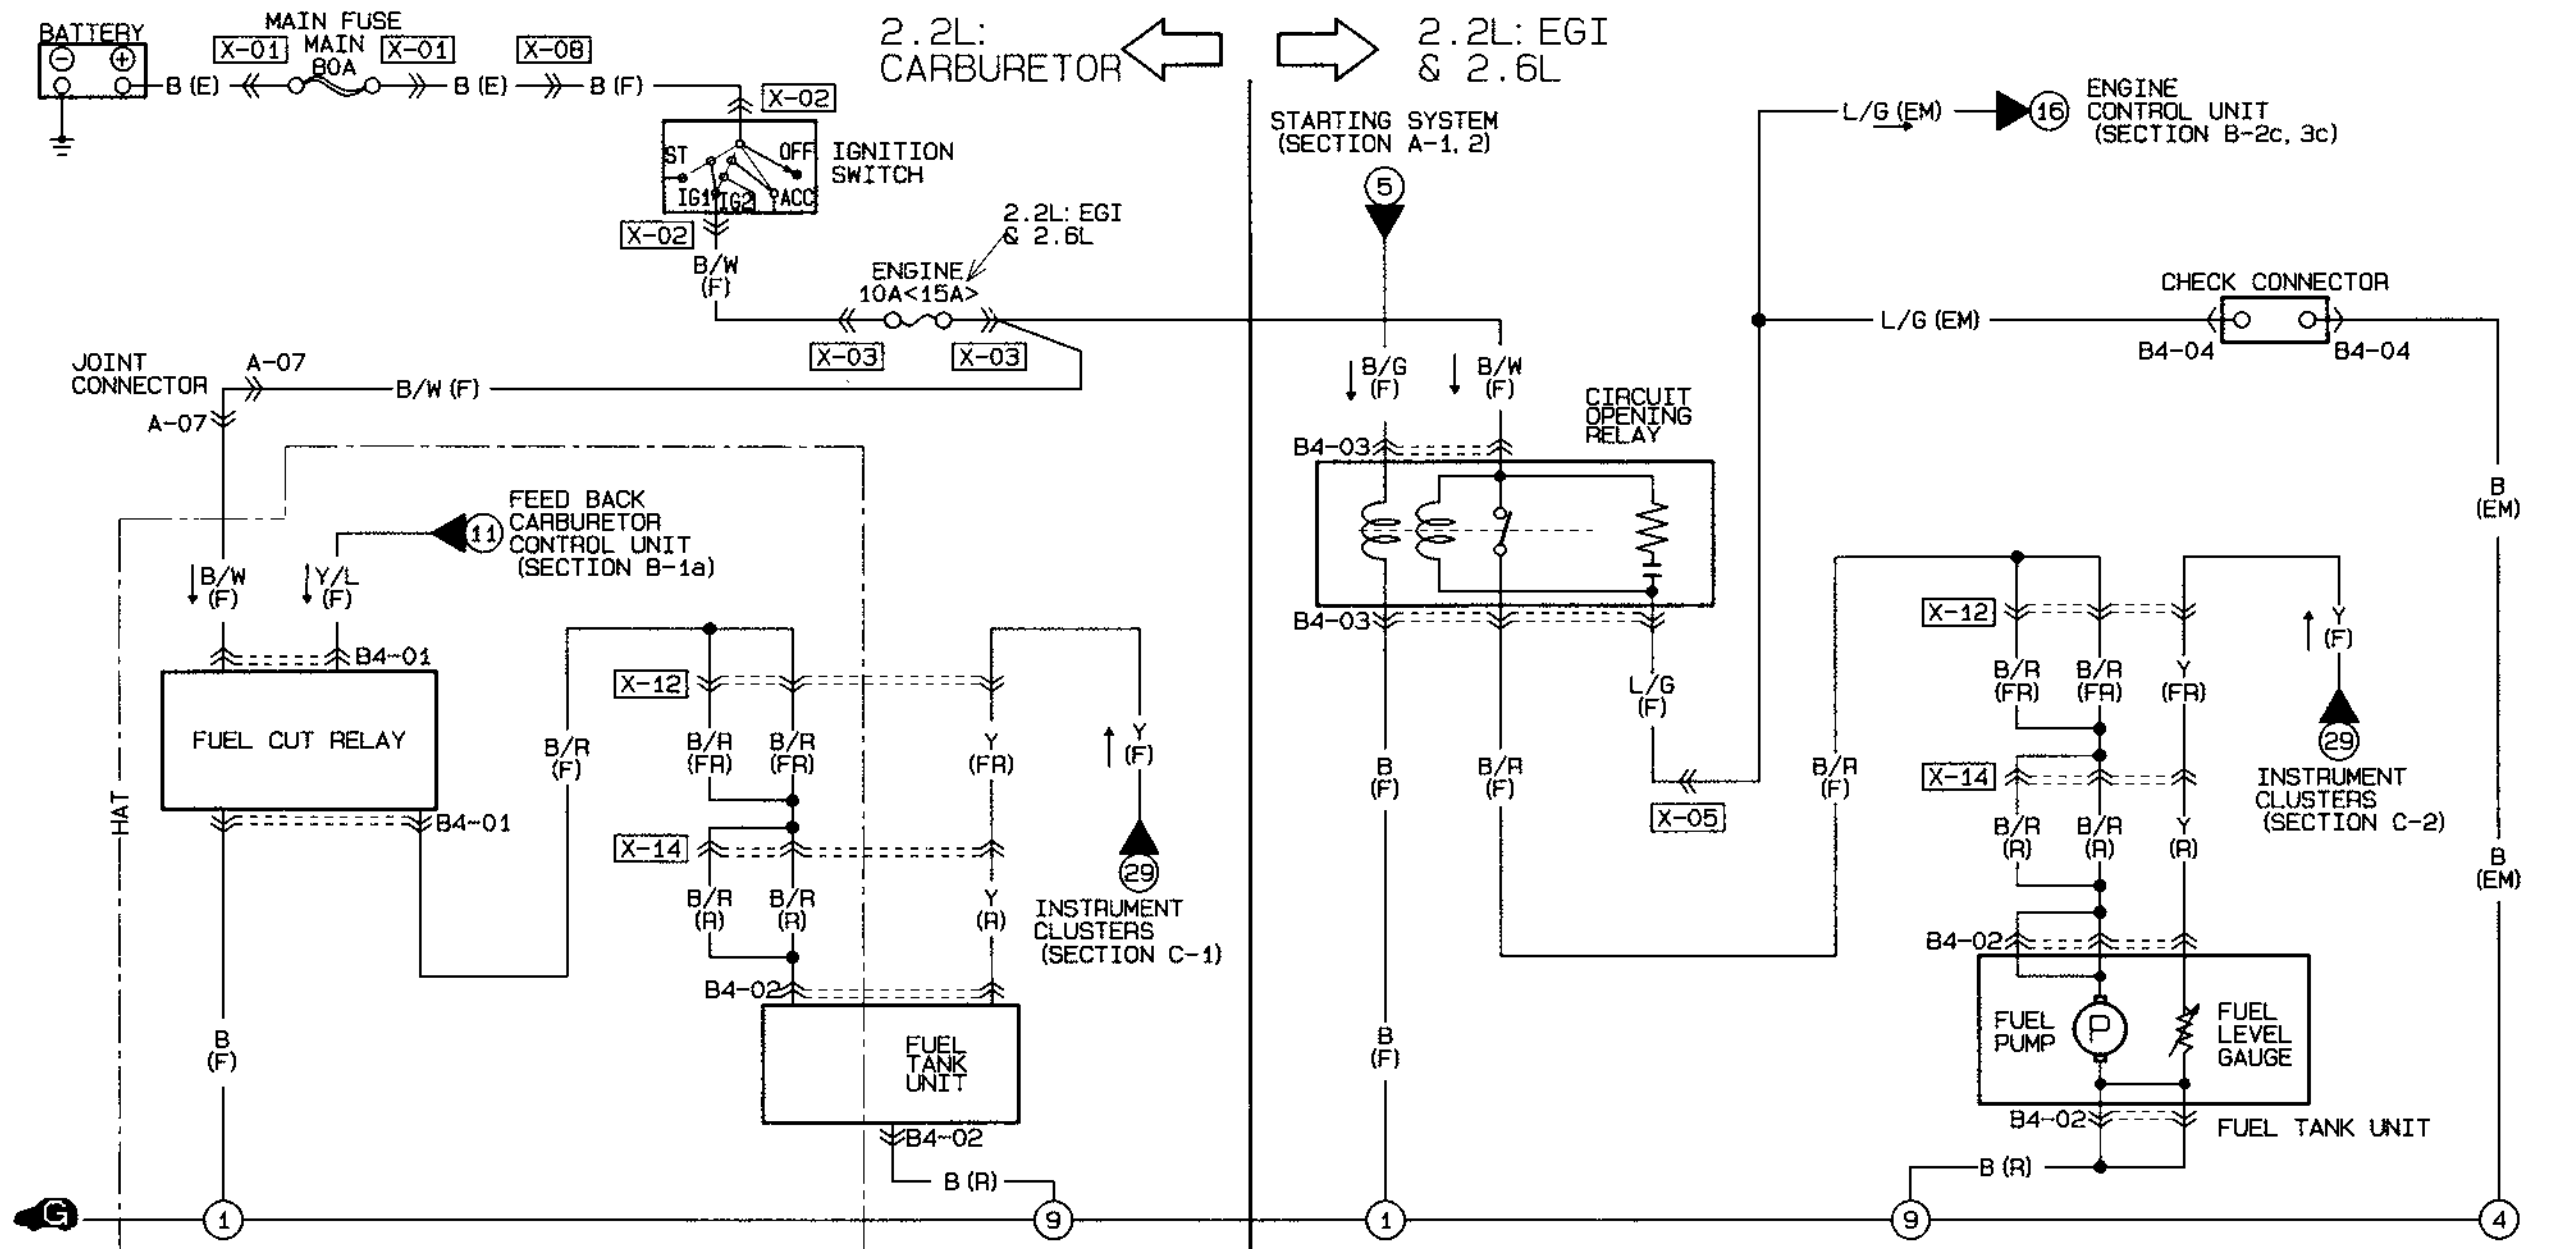 BATTERY
MAIN FUSE
MAIN
80A
X-01
X-01
X-08
B (E)
B (E)
B (F)
X-02
ST
OFF
IG1
IG2
ACC
IGNITION
SWITCH
X-02
B/W
(F)
2.2L:
CARBURETOR
2.2L: EGI
& 2.6L
2.2L: EGI
& 2.6L
ENGINE
10A<15A>
X-03
X-03
JOINT
CONNECTOR
A-07
A-07
B/W (F)
HAT
11
FEED BACK
CARBURETOR
CONTROL UNIT
(SECTION B-1a)
B/W
(F)
Y/L
(F)
B4-01
FUEL CUT RELAY
B4-01
B
(F)
B/R
(F)
X-12
B/R
(FR)
B/R
(FR)
Y
(FR)
Y
(F)
X-14
B/R
(R)
B/R
(R)
Y
(R)
29
INSTRUMENT
CLUSTERS
(SECTION C-1)
B4-02
FUEL
TANK
UNIT
B4-02
B (R)
STARTING SYSTEM
(SECTION A-1, 2)
5
L/G (EM)
16
ENGINE
CONTROL UNIT
(SECTION B-2c, 3c)
CHECK CONNECTOR
L/G (EM)
B4-04
B4-04
B/G
(F)
B/W
(F)
CIRCUIT
OPENING
RELAY
B4-03
B4-03
L/G
(F)
X-05
B
(F)
B/R
(F)
B/R
(F)
B
(F)
B
(EM)
B
(EM)
X-12
B/R
(FR)
B/R
(FR)
Y
(FR)
Y
(F)
X-14
B/R
(R)
B/R
(R)
Y
(R)
29
INSTRUMENT
CLUSTERS
(SECTION C-2)
B4-02
FUEL
PUMP
P
FUEL
LEVEL
GAUGE
B4-02
FUEL TANK UNIT
B (R)
G
1
9
1
9
4